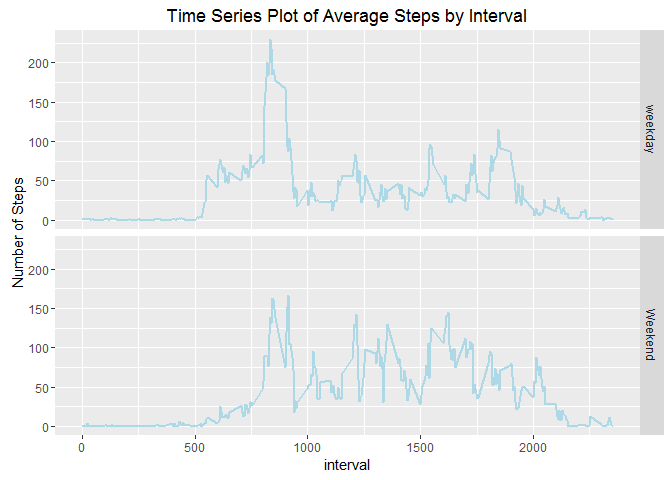 Time Series Plot of Average Steps by Interval
Number of Steps
200
150
100
50
0
weekday
200
150
100
50
0
Weekend
0 500 1000 1500 2000
interval